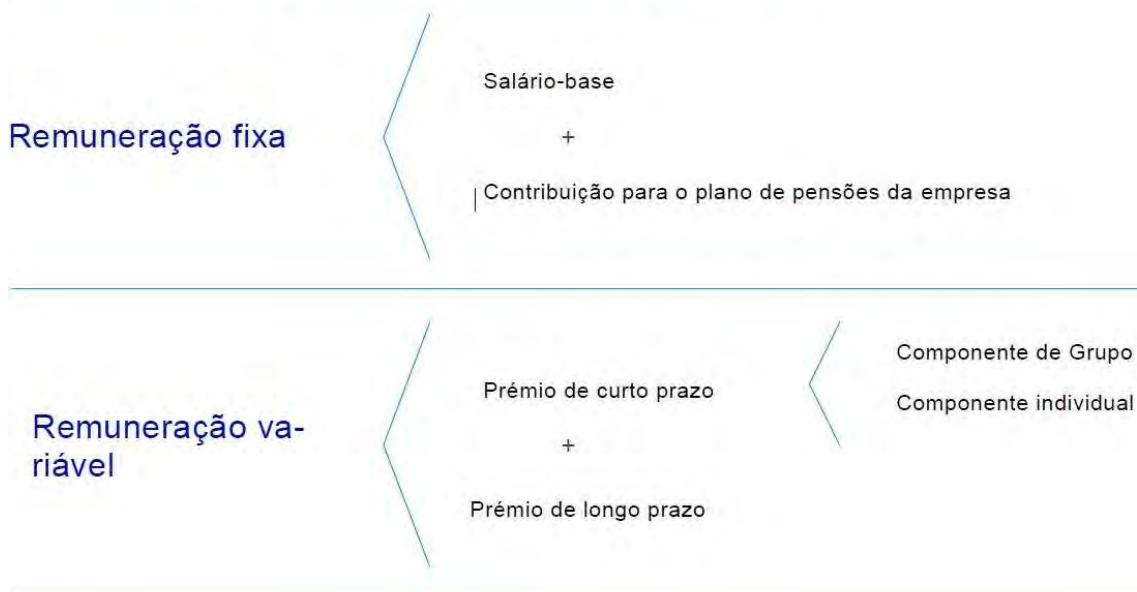 Remuneração fixa
Salário-base
+
Contribuição para o plano de pensões da empresa
Remuneração va-
riável
Prémio de curto prazo
+
Prémio de longo prazo
Componente de Grupo
Componente individual